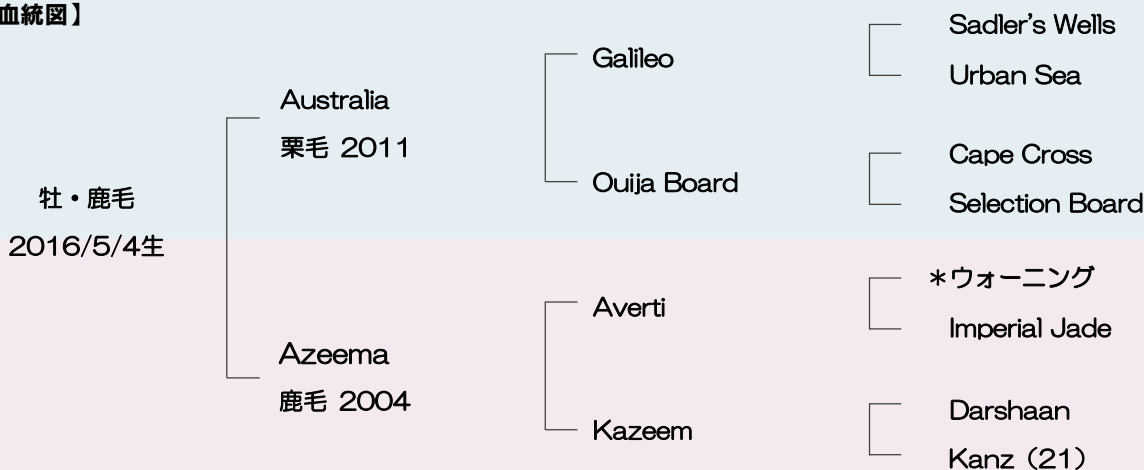 血統図】
牡・鹿毛
2016/5/4生
Australia
栗毛 2011
Azeema
鹿毛 2004
Galileo
Ouija Board
Averti
Kazeem
Sadler's Wells
Urban Sea
Cape Cross
Selection Board
＊ウォーニング
Imperial Jade
Darshaan
Kanz（21）